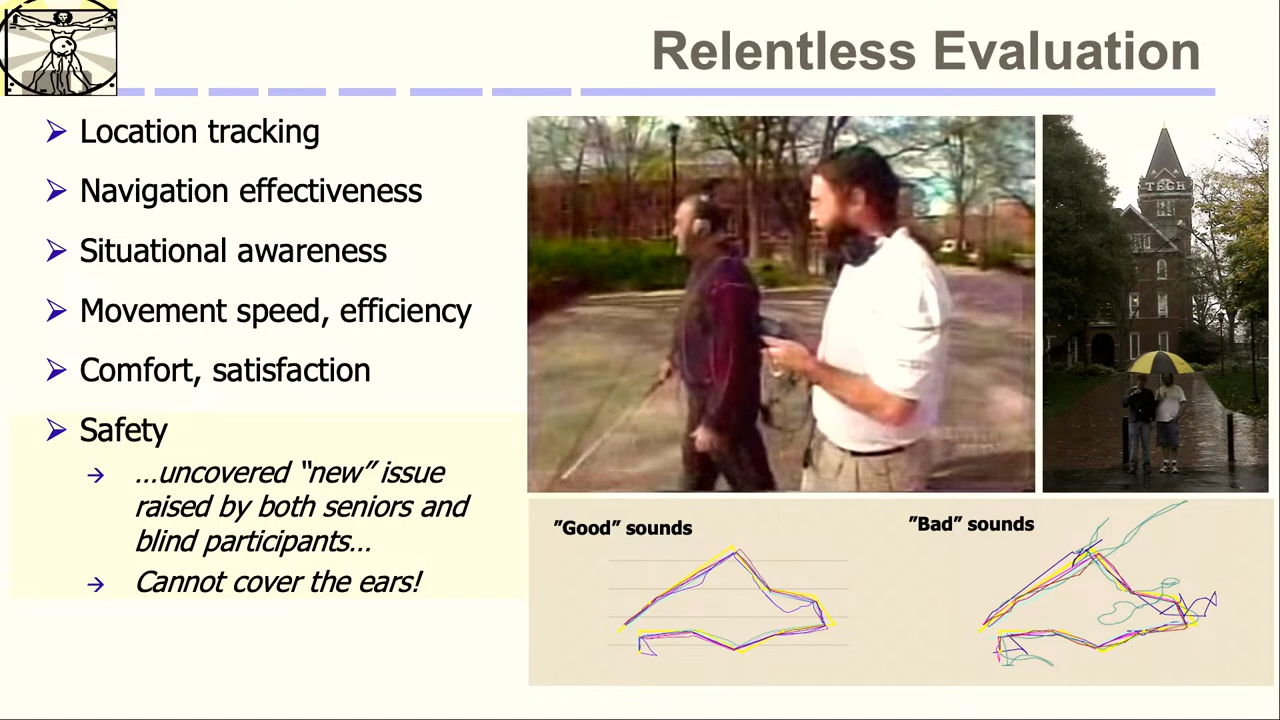 Relentless Evaluation
Location tracking
Navigation effectiveness
Situational awareness
Movement speed, efficiency
Comfort, satisfaction
Safety
…uncovered “new” issue
raised by both seniors and
blind participants…
Cannot cover the ears!
TECH
”Good” sounds
”Bad” sounds